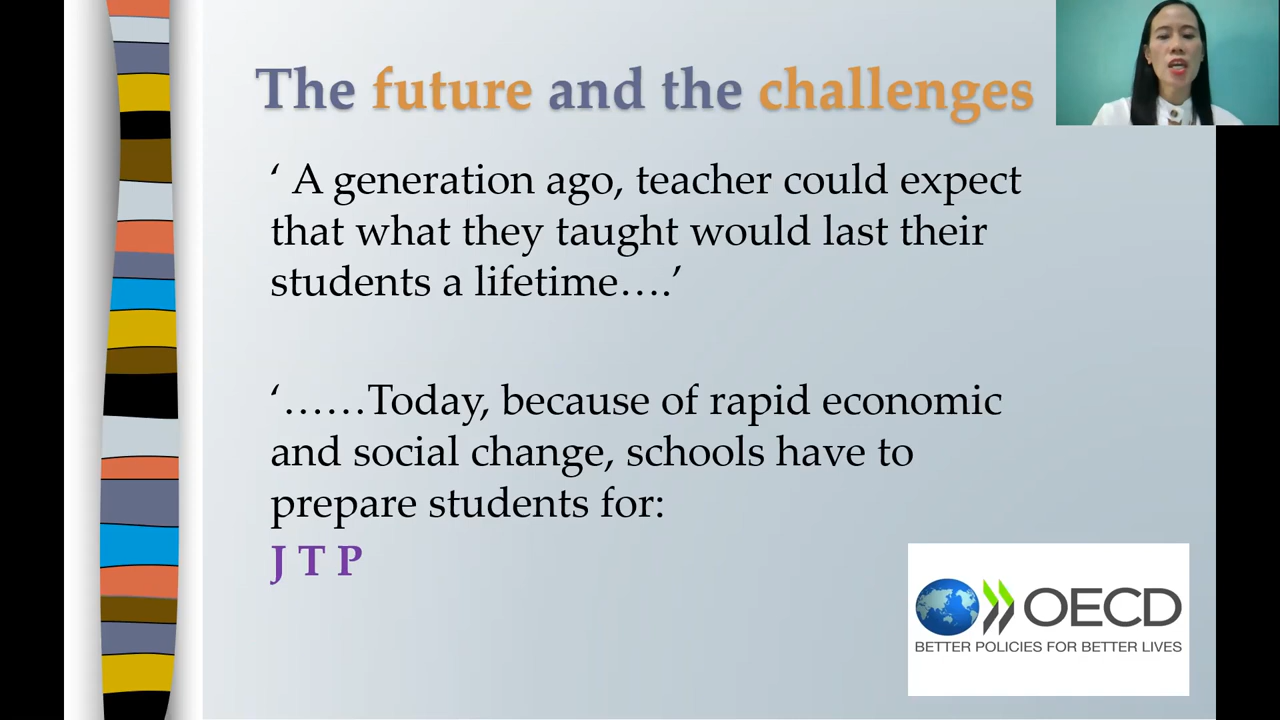 The future and the challenges
‘ A generation ago, teacher could expect
that what they taught would last their
students a lifetime….’
‘……Today, because of rapid economic
and social change, schools have to
prepare students for:
J T P
OECD
BETTER POLICIES FOR BETTER LIVES